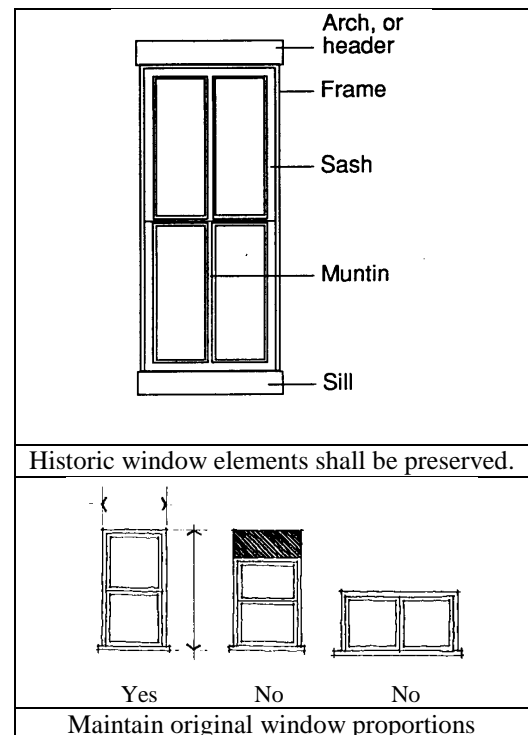 Arch, or
header
Frame
Sash
Muntin
Sill
Historic window elements shall be preserved.
Yes No No
Maintain original window proportions